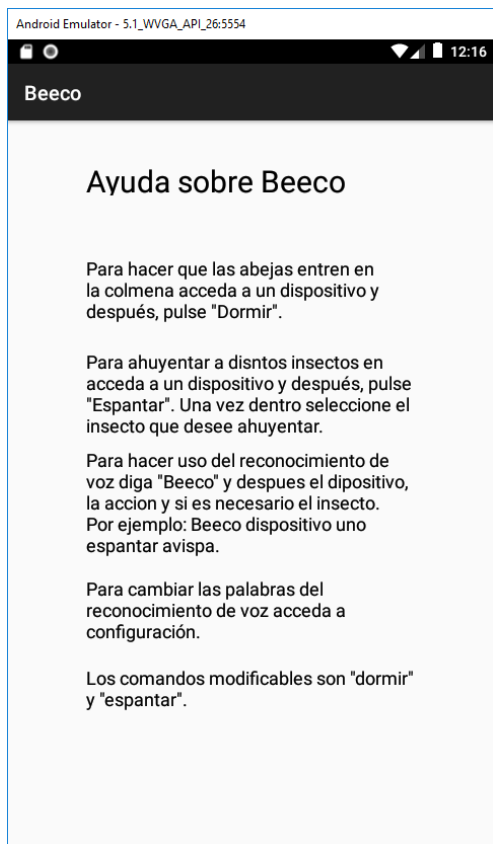 Android Emulator - 5.1_WVGA_API_26:5554
12:16
Beeco
Ayuda sobre Beeco
Para hacer que las abejas entren en
la colmena acceda a un dispositivo y
después, pulse "Dormir".
Para ahuyentar a disntos insectos en
acceda a un dispositivo y después, pulse
"Espantar". Una vez dentro seleccione el
insecto que desee ahuyentar.
Para hacer uso del reconocimiento de
voz diga "Beeco" y despues el dipositivo,
la accion y si es necesario el insecto.
Por ejemplo: Beeco dispositivo uno
espantar avispa.
Para cambiar las palabras del
reconocimiento de voz acceda a
configuración.
Los comandos modificables son "dormir"
y "espantar".